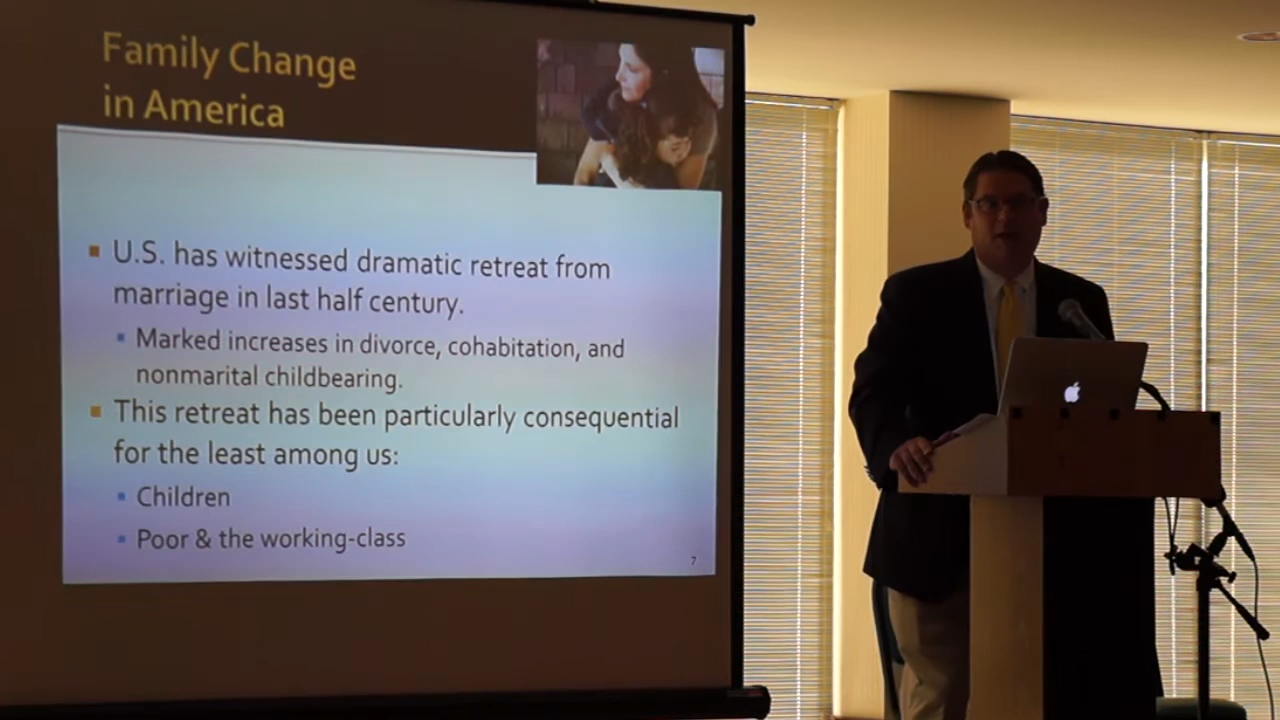 Family Change
in America
U.S. has witnessed dramatic retreat from
marriage in last half century.
Marked increases in divorce, cohabitation, and
nonmarital childbearing.
This retreat has been particularly consequential
for the least among us:
Children
Poor & the working-class
7